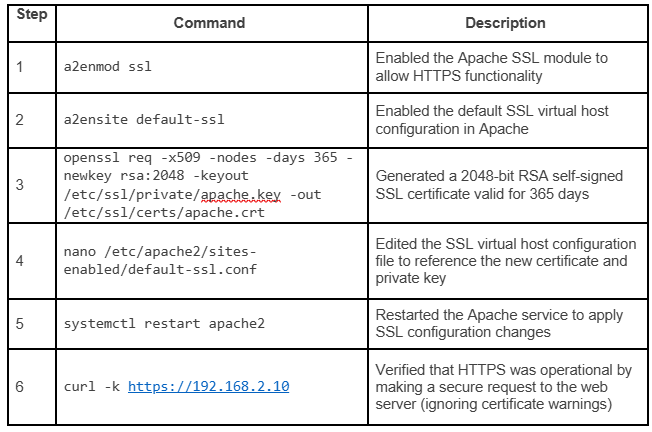 Step Command Description
1 a2enmod ssl Enabled the Apache SSL module to
allow HTTPS functionality
2 a2ensite default-ssl Enabled the default SSL virtual host
configuration in Apache
3 openssl req -x509 -nodes -days 365 -
newkey rsa:2048 -keyout
/etc/ssl/private/apache.key -out
/etc/ssl/certs/apache.crt
Generated a 2048-bit RSA self-signed
SSL certificate valid for 365 days
4 nano /etc/apache2/sites-
enabled/default-ssl.conf
Edited the SSL virtual host configuration
file to reference the new certificate and
private key
5 systemctl restart apache2 Restarted the Apache service to apply
SSL configuration changes
6 curl -k https://192.168.2.10 Verified that HTTPS was operational by
making a secure request to the web
server (ignoring certificate warnings)